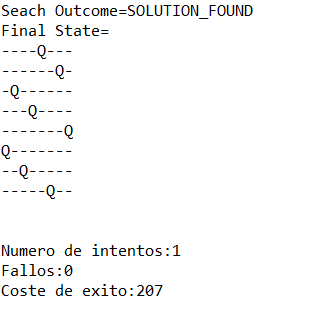 Seach Outcome=SOLUTION_FOUND
Final State=
----Q---
------Q-
-Q------
---Q----
-------Q
Q-------
--Q-----
-----Q--
Numero de intentos:1
Fallos:0
Coste de exito:207